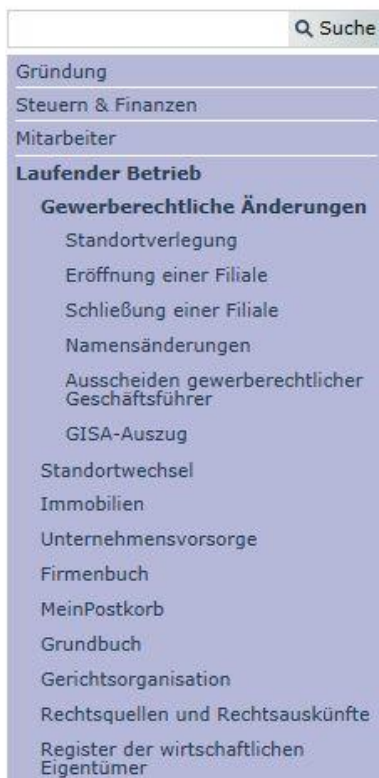 Suche
Gründung
Steuern & Finanzen
Mitarbeiter
Laufender Betrieb
Gewerberechtliche Änderungen
Standortverlegung
Eröffnung einer Filiale
Schließung einer Filiale
Namensänderungen
Ausscheiden gewerberechtlicher
Geschäftsführer
GISA-Auszug
Standortwechsel
Immobilien
Unternehmensvorsorge
Firmenbuch
MeinPostkorb
Grundbuch
Gerichtsorganisation
Rechtsquellen und Rechtsauskünfte
Register der wirtschaftlichen
Eigentümer